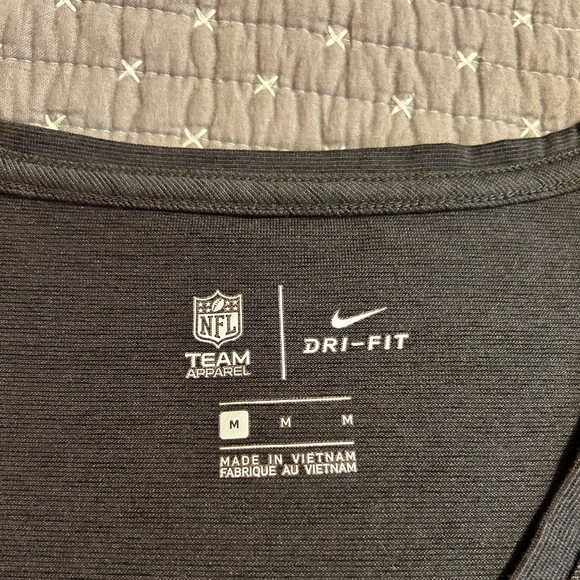 NFL
TEAM
APPAREL
DRI-FIT
M M M
MADE IN VIETNAM
FABRIQUE AU VIETNAM